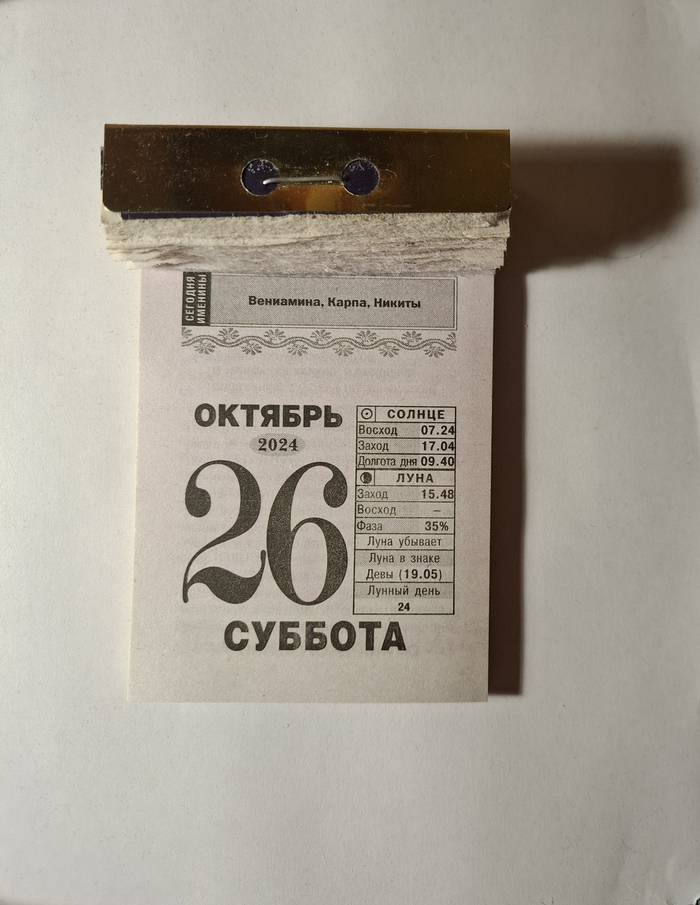 СЕГОДНЯ
ИМЕНИНЫ
Вениамина, Карпа, Никиты
ОКТЯБРЬ
2024
26
СУББОТА
СОЛНЦЕ
Восход 07.24
Заход 17.04
Долгота дня 09.40
ЛУНА
Заход 15.48
Восход –
Фаза 35%
Луна убывает
Луна в знаке
Девы (19.05)
Лунный день
24